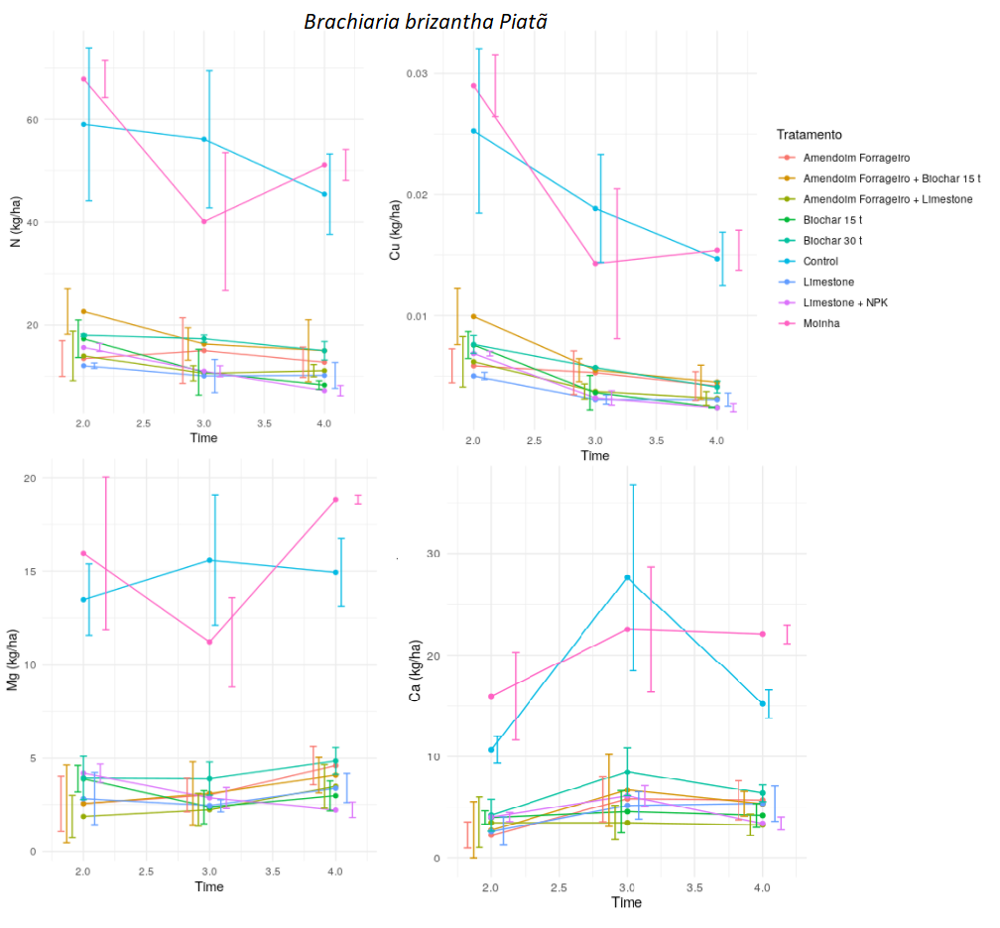 Brachiaria brizantha Piatã
N (kg/ha)
60
40
20
2.0 2.5 3.0 3.5 4.0
Time
Cu (kg/ha)
0.03
0.02
0.01
2.0 2.5 3.0 3.5 4.0
Time
Tratamento
Amendoim Forrageiro
Amendoim Forrageiro + Biochar 15 t
Amendoim Forrageiro + Limestone
Biochar 15 t
Biochar 30 t
Control
Limestone
Limestone + NPK
Moinha
Mg (kg/ha)
20
15
10
5
0
2.0 2.5 3.0 3.5 4.0
Time
Ca (kg/ha)
30
20
10
0
2.0 2.5 3.0 3.5 4.0
Time